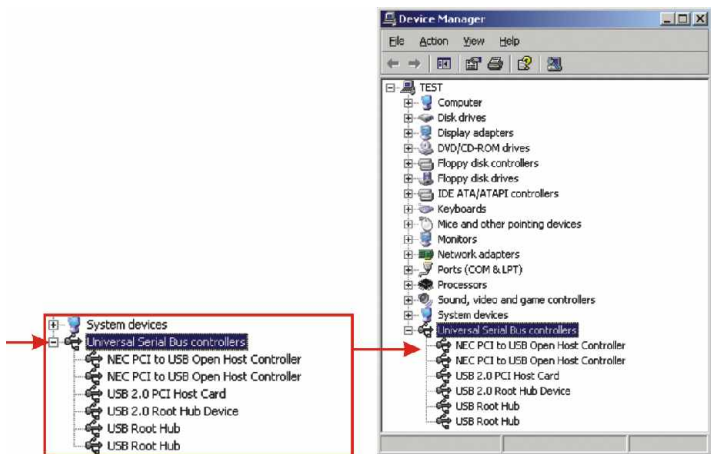 Device Manager
File Action View Help
TEST
Computer
Disk drives
Display adapters
DVD/CD-ROM drives
Floppy disk controllers
Floppy disk drives
IDE ATA/ATAPI controllers
Keyboards
Mice and other pointing devices
Monitors
Network adapters
Ports (COM & LPT)
Processors
Sound, video and game controllers
System devices
Universal Serial Bus controllers
NEC PCI to USB Open Host Controller
NEC PCI to USB Open Host Controller
USB 2.0 PCI Host Card
USB 2.0 Root Hub Device
USB Root Hub
USB Root Hub
System devices
Universal Serial Bus controllers
NEC PCI to USB Open Host Controller
NEC PCI to USB Open Host Controller
USB 2.0 PCI Host Card
USB 2.0 Root Hub Device
USB Root Hub
USB Root Hub